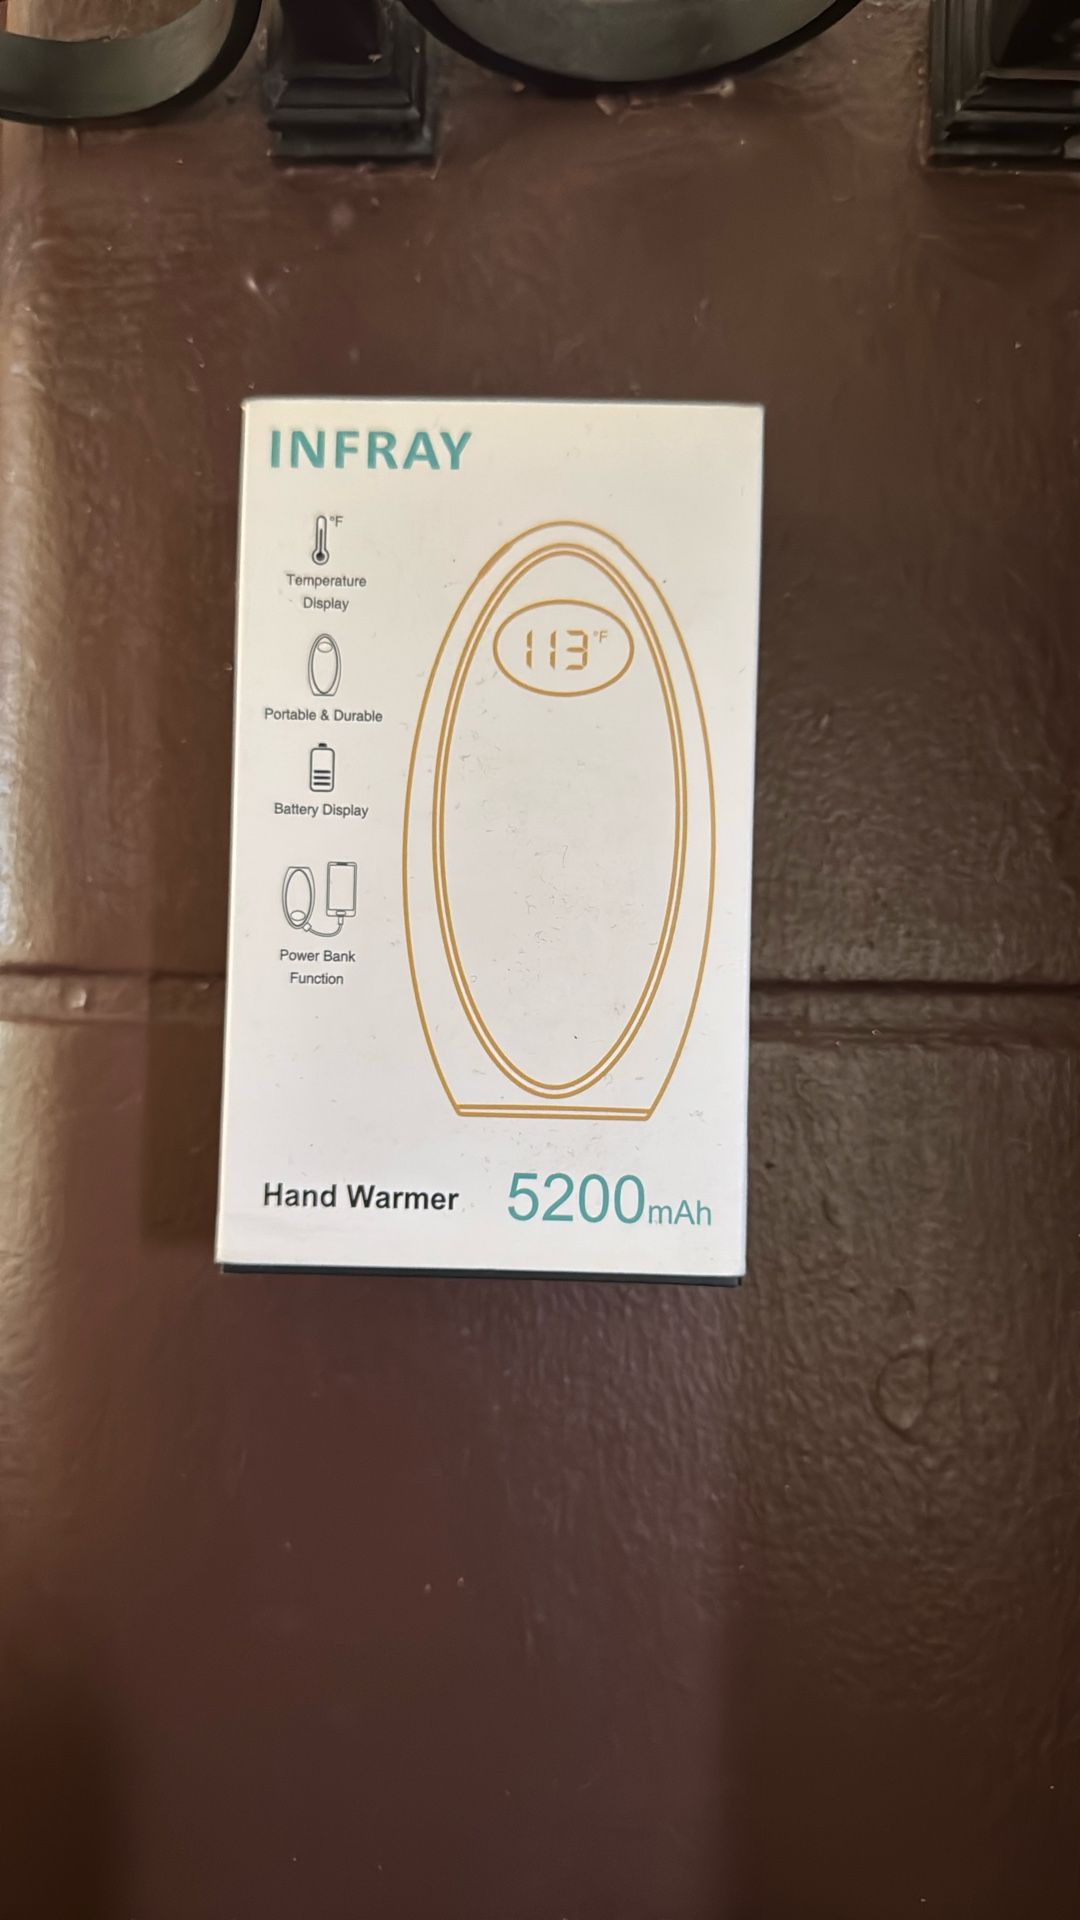 INFRAY
°F
Temperature
Display
Portable & Durable
Battery Display
Power Bank
Function
113°F
Hand Warmer
5200mAh